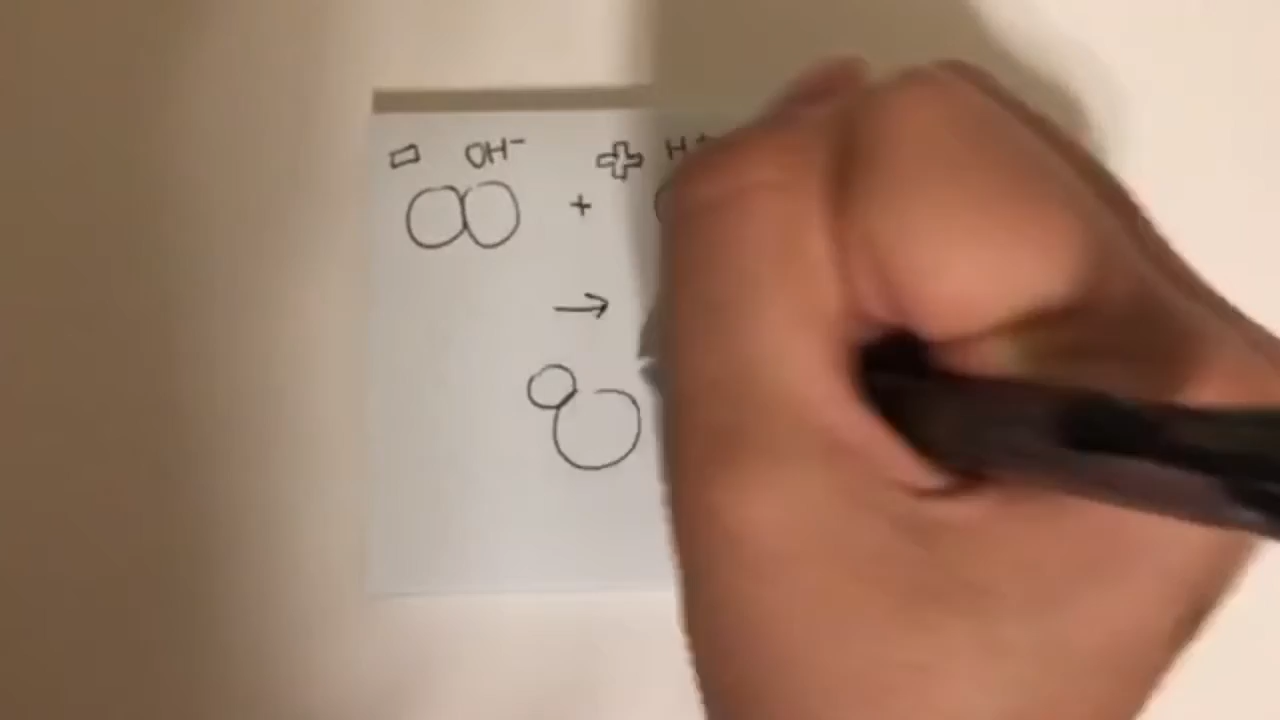 OH⁻ H⁺
+
→